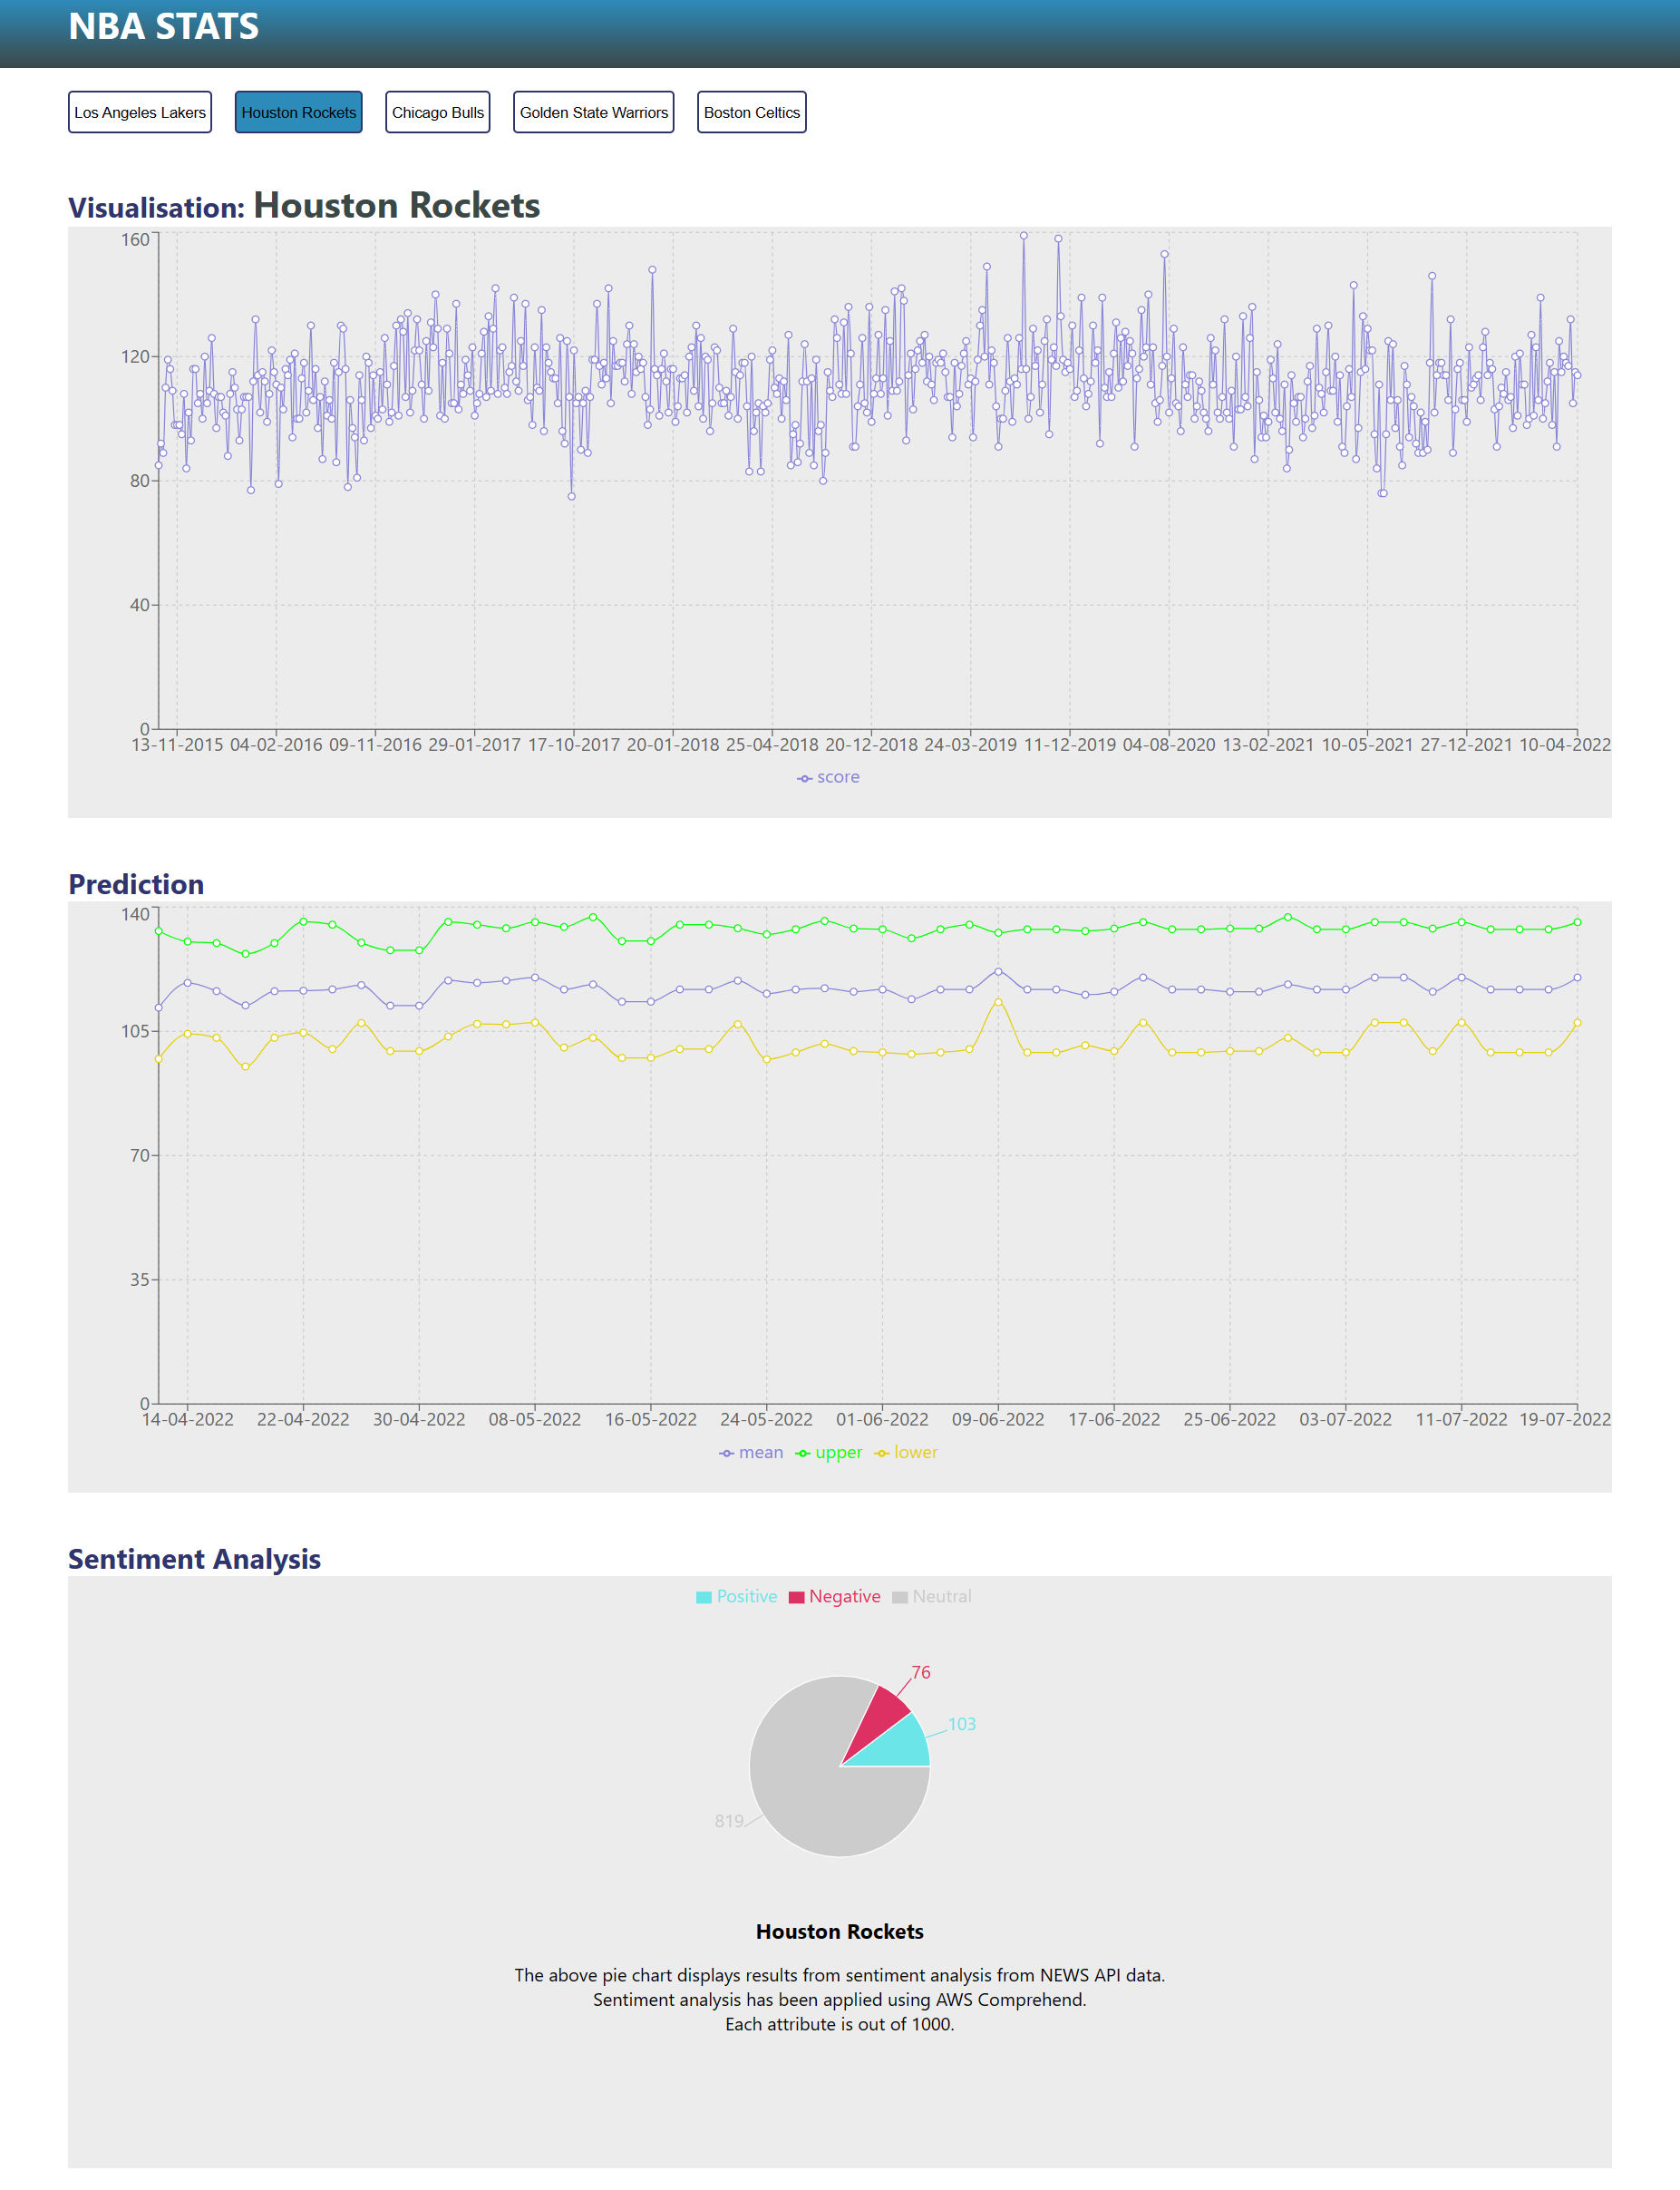 NBA STATS
Los Angeles Lakers Houston Rockets Chicago Bulls Golden State Warriors Boston Celtics
Visualisation: Houston Rockets
160
120
80
40
0
13-11-2015 04-02-2016 09-11-2016 29-01-2017 17-10-2017 20-01-2018 25-04-2018 20-12-2018 24-03-2019 11-12-2019 04-08-2020 13-02-2021 10-05-2021 27-12-2021 10-04-2022
score
Prediction
140
105
70
35
0
14-04-2022 22-04-2022 30-04-2022 08-05-2022 16-05-2022 24-05-2022 01-06-2022 09-06-2022 17-06-2022 25-06-2022 03-07-2022 11-07-2022 19-07-2022
mean upper lower
Sentiment Analysis
Positive Negative Neutral
76
103
819
Houston Rockets
The above pie chart displays results from sentiment analysis from NEWS API data.
Sentiment analysis has been applied using AWS Comprehend.
Each attribute is out of 1000.